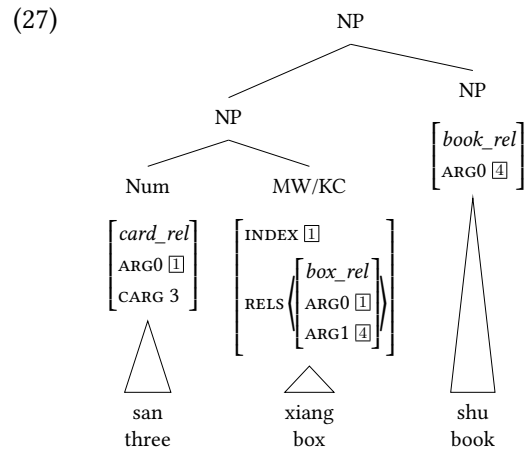 (27)
NP
NP
NP
book_rel
ARG0 4
Num
MW/KC
card_rel
ARG0 1
CARG 3
INDEX 1
RELS ⟨ box_rel
ARG0 1
ARG1 4 ⟩
san
xiang
shu
three
box
book